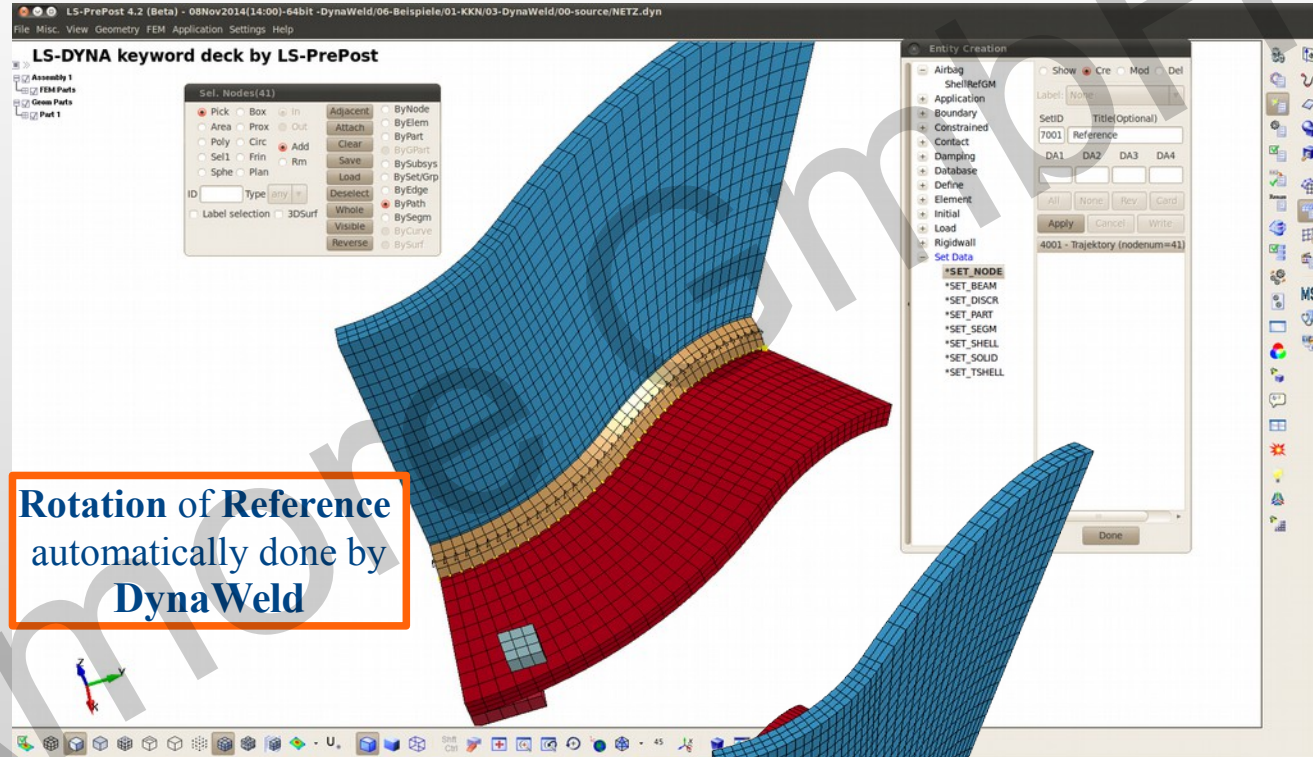 LS-PrePost 4.2 (Beta) - 08Nov2014(14:00)-64bit -DynaWeld/06-Beispiele/01-KKN/03-DynaWeld/00-source/NETZ.dyn
File Misc. View Geometry FEM Application Settings Help
LS-DYNA keyword deck by LS-PrePost
Assembly 1
FEM Parts
Geom Parts
Part 1
Sel. Nodes(41)
Pick Box In Adjacent ByNode
Area Prox Out Attach ByElem
Poly Circ Add Clear ByPart
Sel1 Frin Rm Save ByGPart
Sphe Plan Load BySubsys
ID Type any Deselect BySet/Grp
Label selection 3DSurf Whole ByEdge
Visible ByPath
Reverse BySegm
ByCurve
BySurf
Entity Creation
Airbag
ShellRefGM
Application
Boundary
Constrained
Contact
Damping
Database
Define
Element
Initial
Load
Rigidwall
Set Data
*SET_NODE
*SET_BEAM
*SET_DISCR
*SET_PART
*SET_SEGM
*SET_SHELL
*SET_SOLID
*SET_TSHELL
Show Cre Mod Del
Label: None
SetID Title(Optional)
7001 Reference
DA1 DA2 DA3 DA4
All None Rev Card
Apply Cancel Write
4001 - Trajektory (nodenum=41)
Done
Rotation of Reference
automatically done by
DynaWeld
Z
Y
X
Shft
Ctrl
45
MS